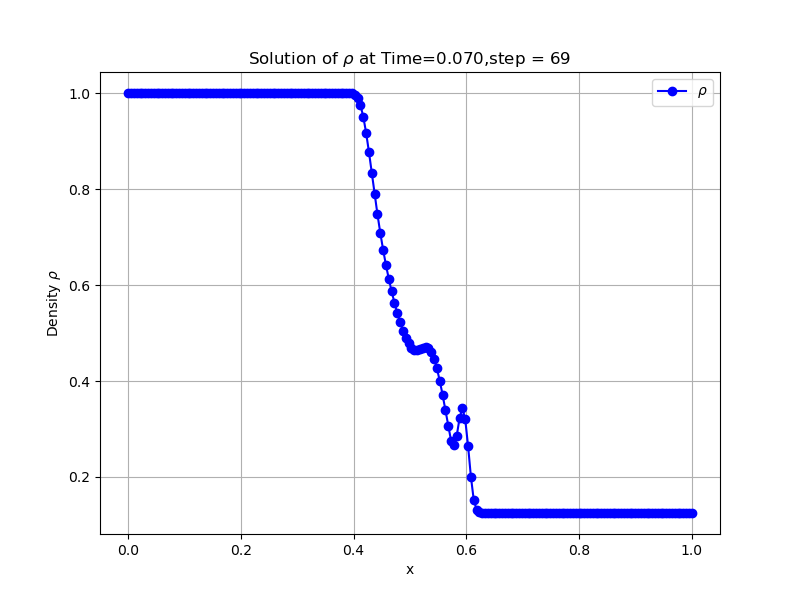 Solution of ρ at Time=0.070,step = 69
ρ
1.0
0.8
0.6
0.4
0.2
Density ρ
0.0
0.2
0.4
0.6
0.8
1.0
x